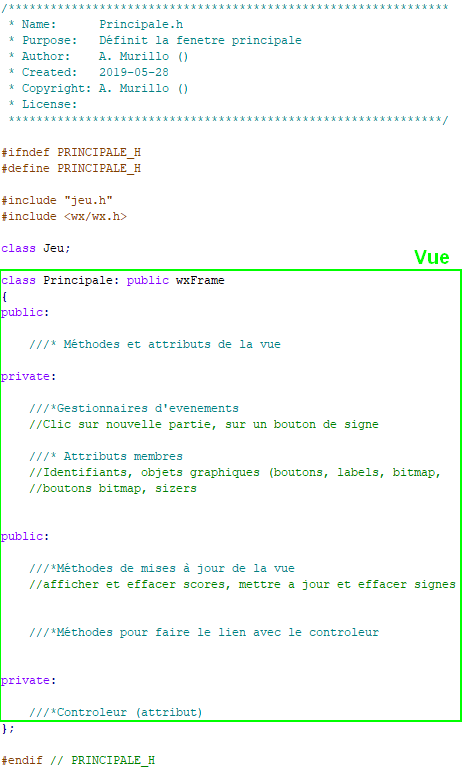 /***************************************************************
 * Name:      Principale.h
 * Purpose:   Définit la fenetre principale
 * Author:    A. Murillo ()
 * Created:   2019-05-28
 * Copyright: A. Murillo ()
 * License:
 **************************************************************/
#ifndef PRINCIPALE_H
#define PRINCIPALE_H
#include "jeu.h"
#include <wx/wx.h>
class Jeu;
Vue
class Principale: public wxFrame
{
public:
    ///* Méthodes et attributs de la vue
private:
    ///*Gestionnaires d'evenements
    //Clic sur nouvelle partie, sur un bouton de signe
    ///* Attributs membres
    //Identifiants, objets graphiques (boutons, labels, bitmap,
    //boutons bitmap, sizers
public:
    ///*Méthodes de mises à jour de la vue
    //afficher et effacer scores, mettre a jour et effacer signes
    ///*Méthodes pour faire le lien avec le controleur
private:
    ///*Controleur (attribut)
};
#endif // PRINCIPALE_H